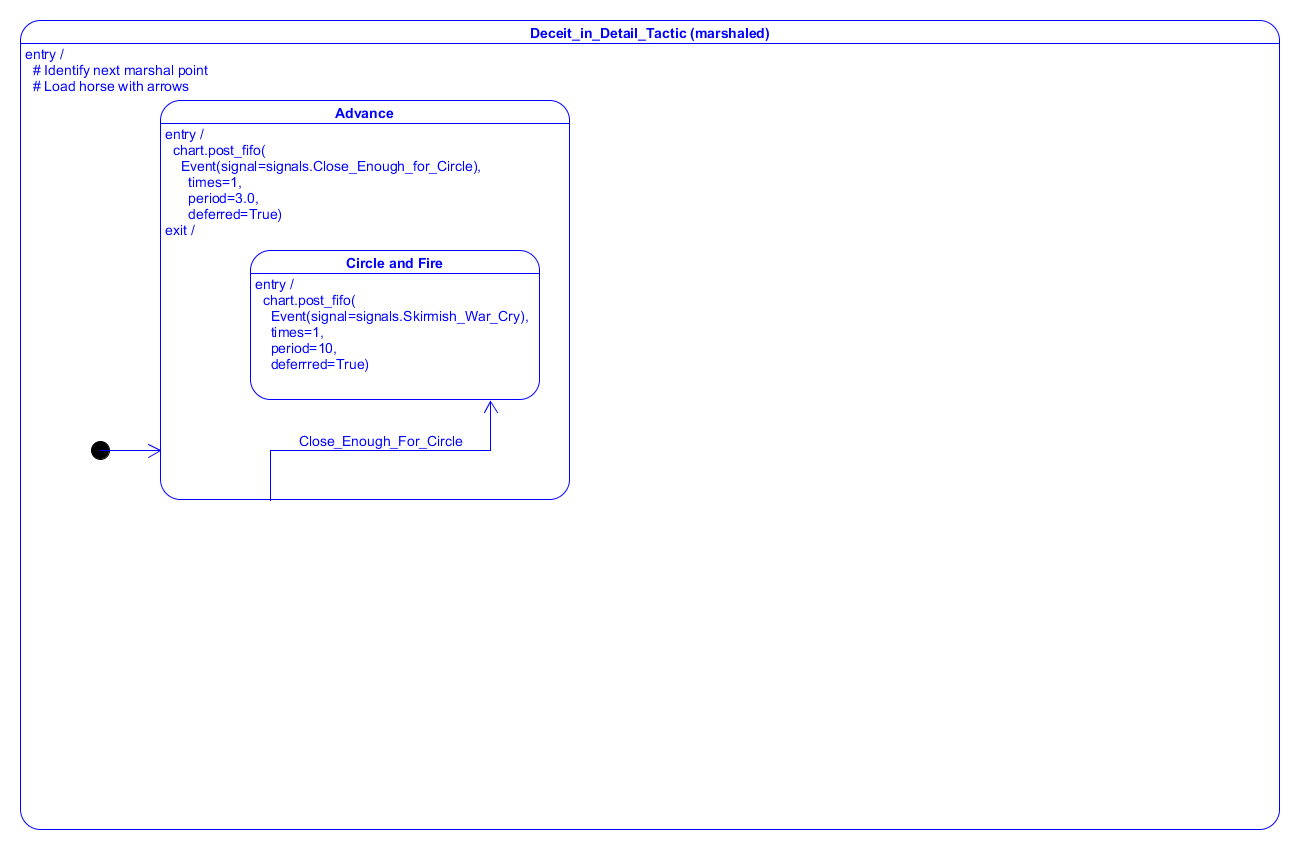 Deceit_in_Detail_Tactic (marshaled)
entry /
# Identify next marshal point
# Load horse with arrows
Advance
entry /
chart.post_fifo(
Event(signal=signals.Close_Enough_for_Circle),
times=1,
period=3.0,
deferred=True)
exit /
Circle and Fire
entry /
chart.post_fifo(
Event(signal=signals.Skirmish_War_Cry),
times=1,
period=10,
deferrred=True)
Close_Enough_For_Circle